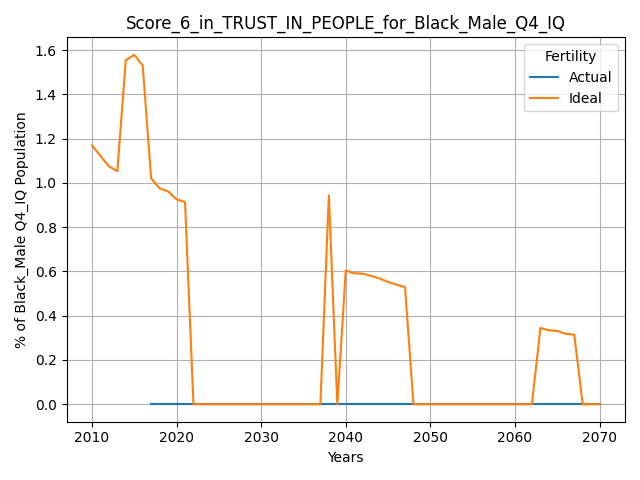 Score_6_in_TRUST_IN_PEOPLE_for_Black_Male_Q4_IQ
Fertility
Actual
Ideal
% of Black_Male Q4_IQ Population
1.6
1.4
1.2
1.0
0.8
0.6
0.4
0.2
0.0
2010 2020 2030 2040 2050 2060 2070
Years